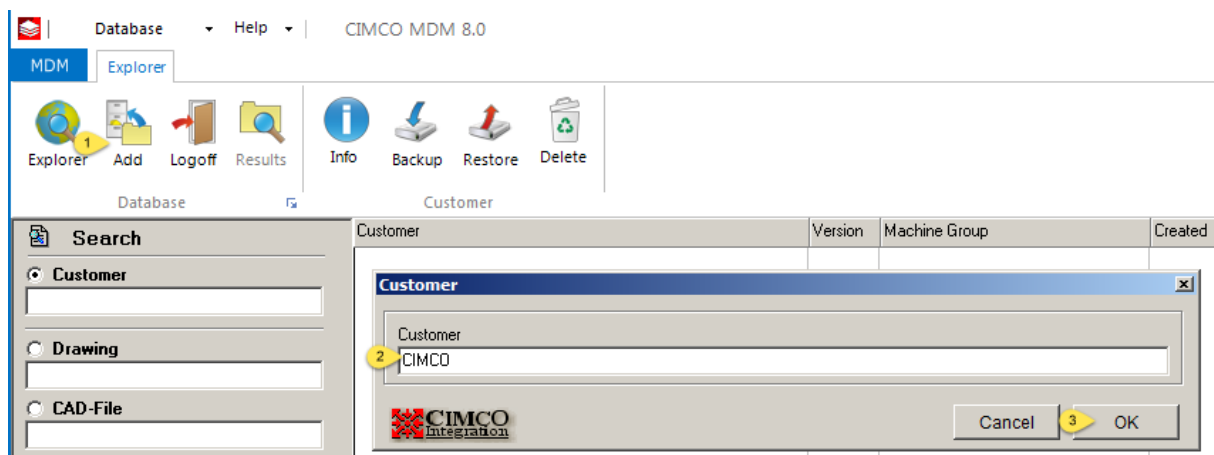 Database Help CIMCO MDM 8.0
MDM Explorer
1
Explorer Add Logoff Results Info Backup Restore Delete
Database Customer
Search
Customer Version Machine Group Created
Customer
Customer
Customer
2 CIMCO
Drawing
CAD-File
CIMCO
Integration
Cancel 3 OK